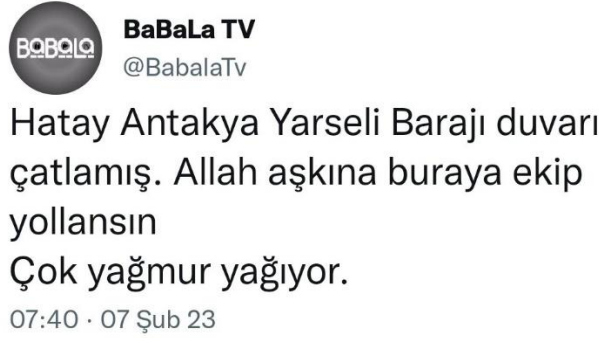 BaBaLa
BaBaLa TV
@BabalaTv
Hatay Antakya Yarseli Barajı duvarı
çatlamış. Allah aşkına buraya ekip
yollansın
Çok yağmur yağıyor.
07:40 · 07 Şub 23